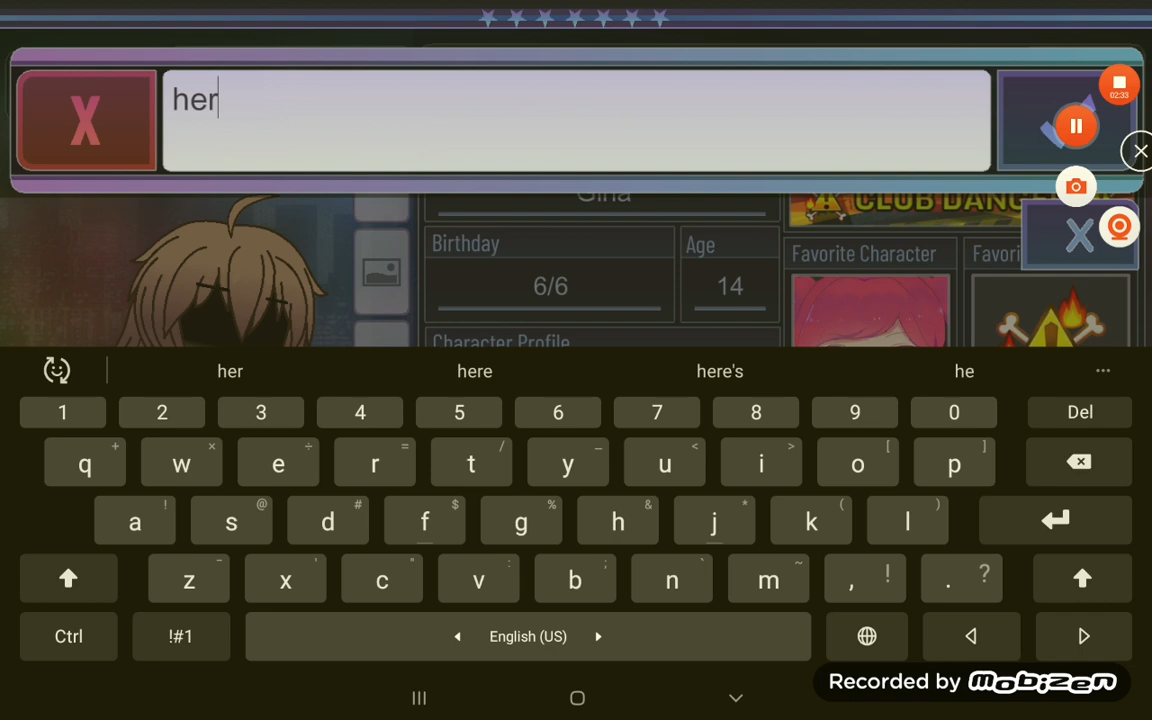 her
X
02:33
Gina
CLUB DANGER
X
Birthday
Age
Favorite Character
6/6
14
Character Profile
her here here's he ...
1 2 3 4 5 6 7 8 9 0 Del
q + w × e ÷ r = t / y _ u < i > o [ p ]
a ! s @ d # f $ g % h & j * k ( l )
z - x ' c " v : b ; n ` m ~ , ! . ?
Ctrl !#1 English (US)
Recorded by mobizen